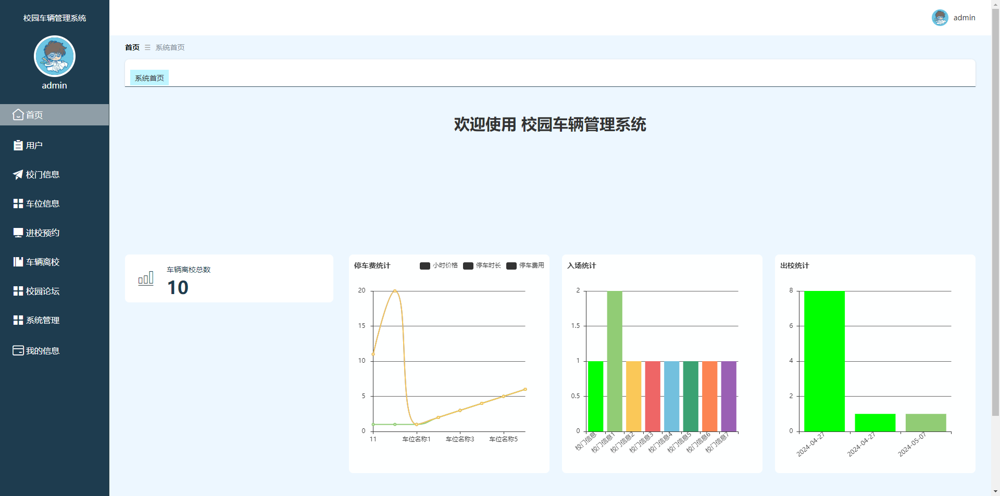 校园车辆管理系统
admin
首页
用户
校门信息
车位信息
进校预约
车辆离校
校园论坛
系统管理
我的信息
admin
首页 ☰ 系统首页
系统首页
欢迎使用 校园车辆管理系统
车辆离校总数
10
停车费统计 小时价格 停车时长 停车费用
20
15
10
5
0
11 车位名称1 车位名称3 车位名称5
入场统计
2
1.5
1
0.5
0
校门信息 校门信息1 校门信息2 校门信息3 校门信息4 校门信息5 校门信息6 校门信息7
出校统计
8
6
4
2
0
2024-04-27 2024-04-27 2024-05-07